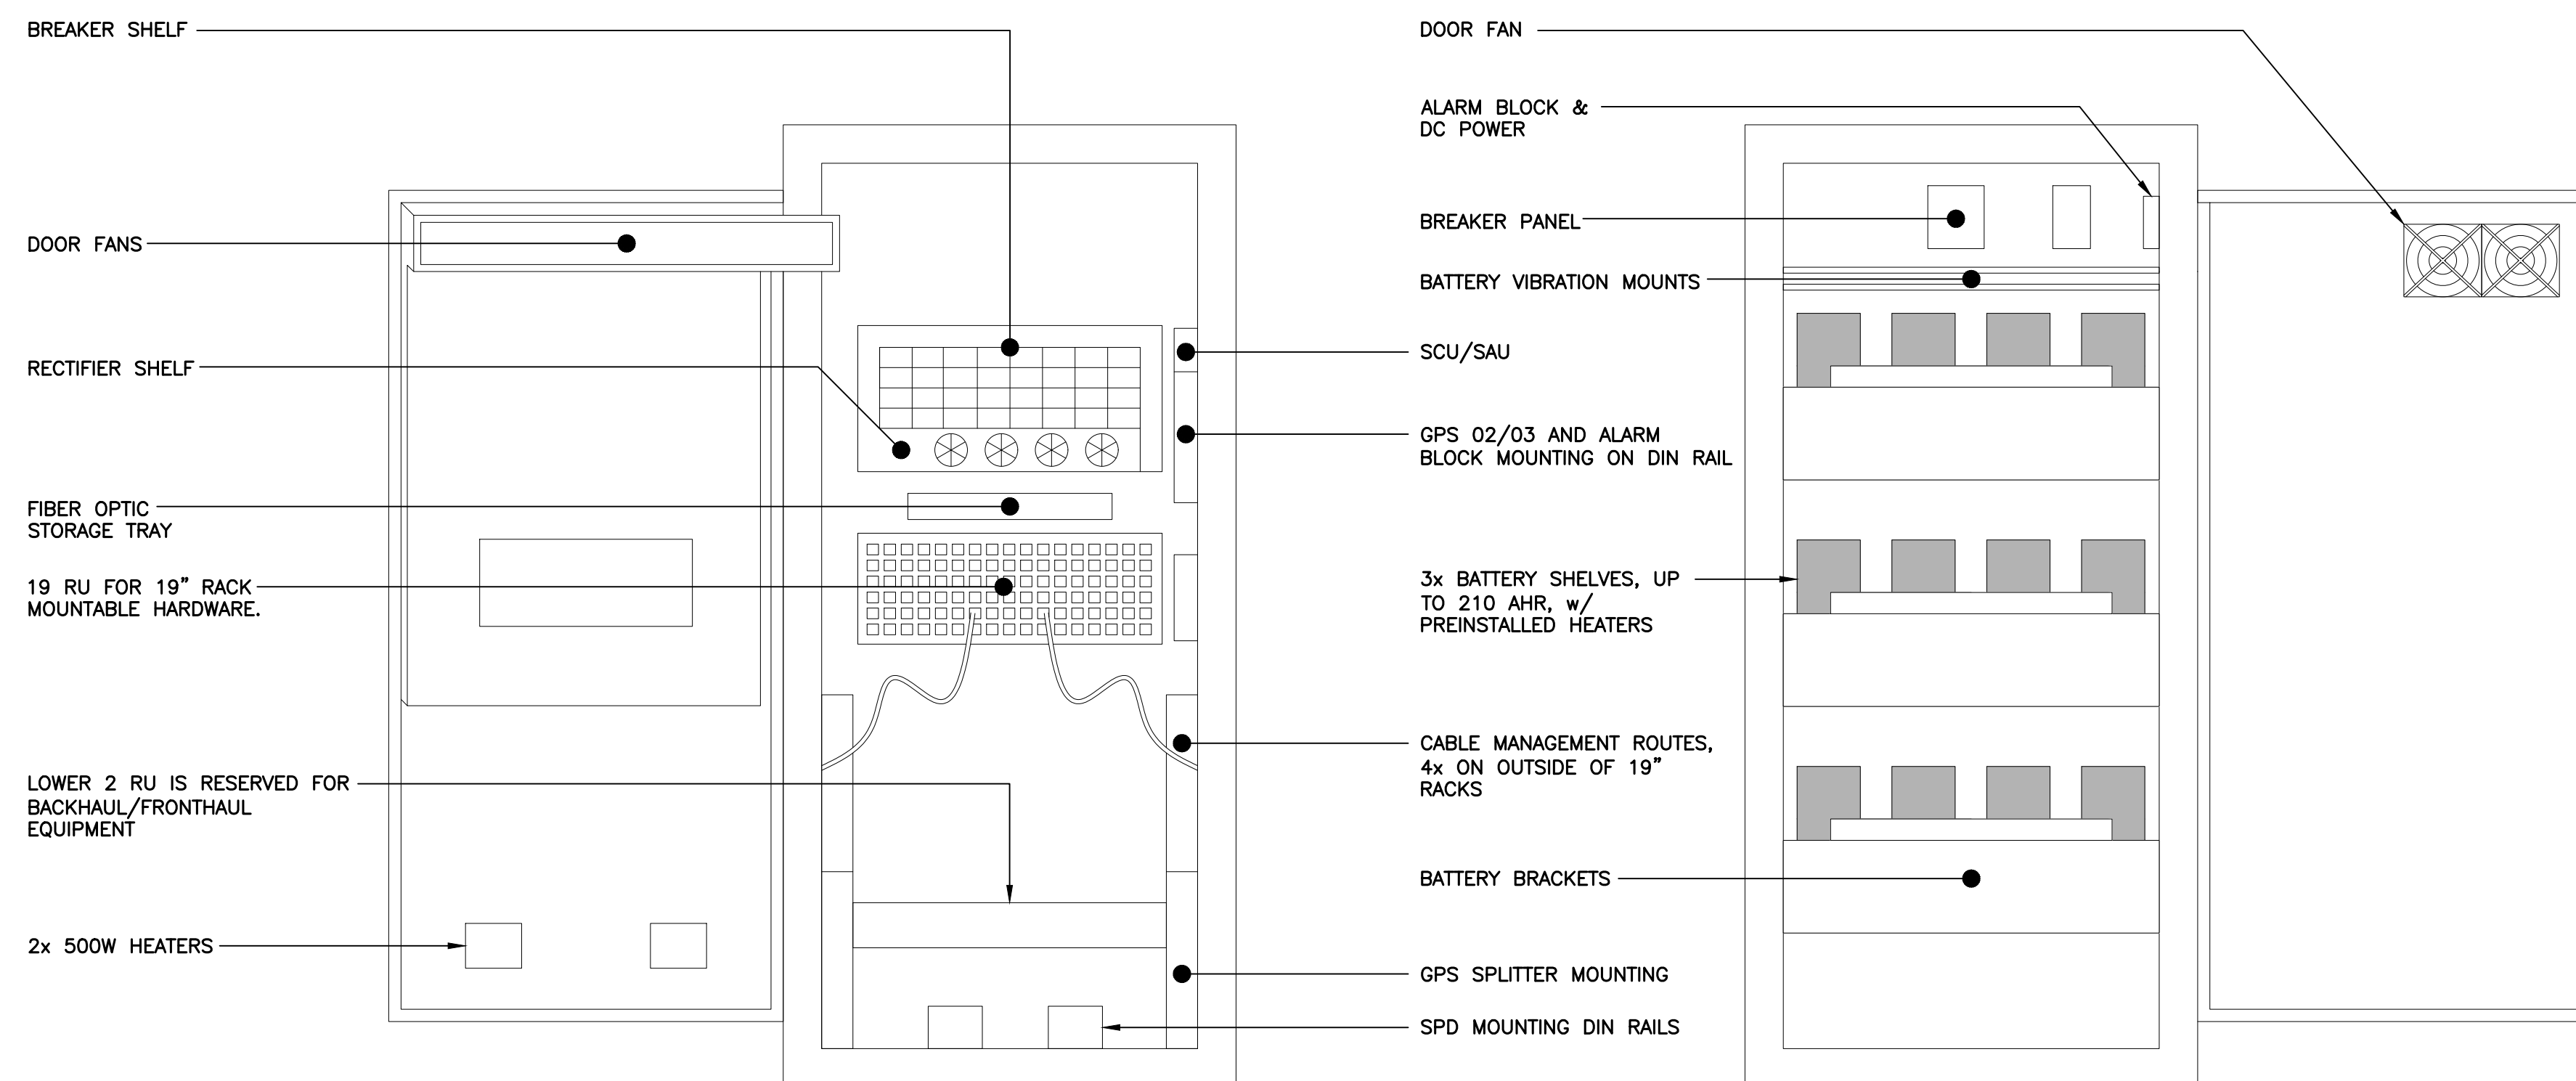 BREAKER SHELF
DOOR FANS
RECTIFIER SHELF
FIBER OPTIC
STORAGE TRAY
19 RU FOR 19" RACK
MOUNTABLE HARDWARE.
LOWER 2 RU IS RESERVED FOR
BACKHAUL/FRONTHAUL
EQUIPMENT
2x 500W HEATERS
DOOR FAN
ALARM BLOCK &
DC POWER
BREAKER PANEL
BATTERY VIBRATION MOUNTS
SCU/SAU
GPS 02/03 AND ALARM
BLOCK MOUNTING ON DIN RAIL
3x BATTERY SHELVES, UP
TO 210 AHR, w/
PREINSTALLED HEATERS
CABLE MANAGEMENT ROUTES,
4x ON OUTSIDE OF 19"
RACKS
BATTERY BRACKETS
GPS SPLITTER MOUNTING
SPD MOUNTING DIN RAILS